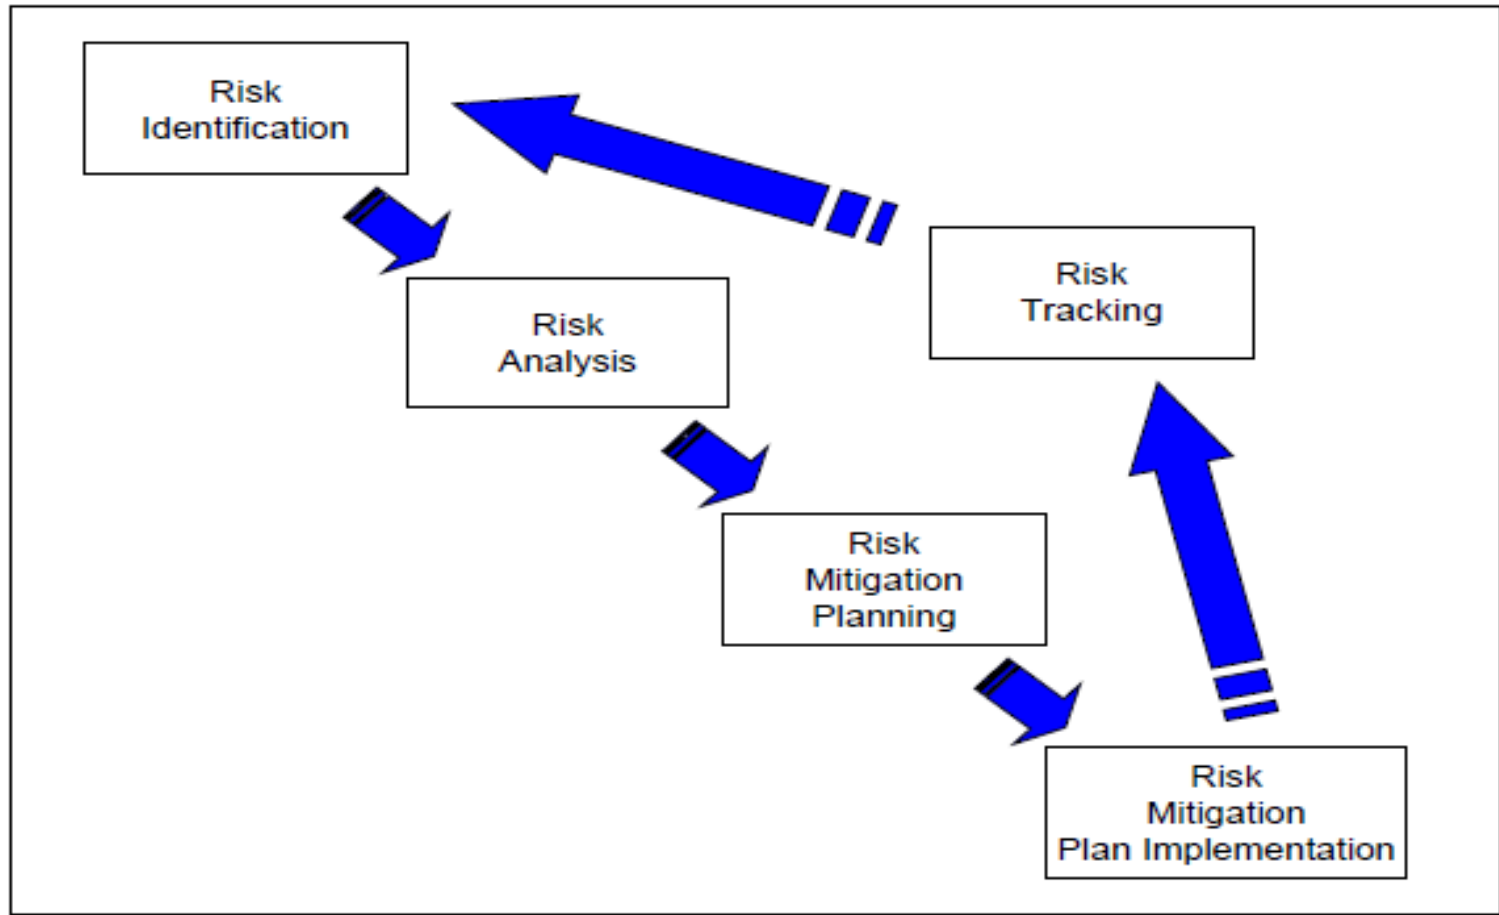 Risk
Identification
Risk
Tracking
Risk
Analysis
Risk
Mitigation
Planning
Risk
Mitigation
Plan Implementation